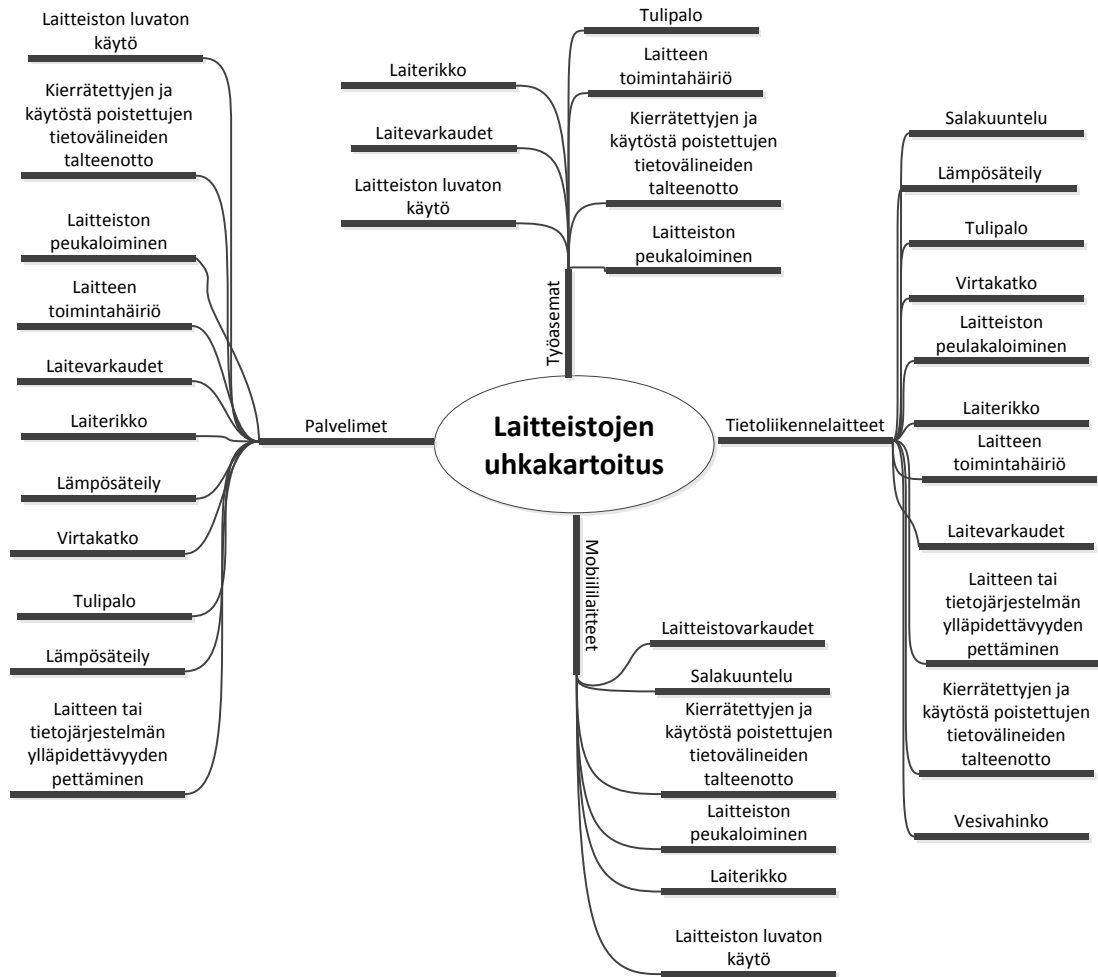 Laitteistojen
uhkakartoitus
Palvelimet
Laitteiston luvaton
käytö
Kierrätettyjen ja
käytöstä poistettujen
tietovälineiden
talteenotto
Laitteiston
peukaloiminen
Laitteen
toimintahäiriö
Laitevarkaudet
Laiterikko
Lämpösäteily
Virtakatko
Tulipalo
Lämpösäteily
Laitteen tai
tietojärjestelmän
ylläpidettävyyden
pettäminen
Työasemat
Laiterikko
Laitevarkaudet
Laitteiston luvaton
käytö
Tulipalo
Laitteen
toimintahäiriö
Kierrätettyjen ja
käytöstä poistettujen
tietovälineiden
talteenotto
Laitteiston
peukaloiminen
Tietoliikennelaitteet
Salakuuntelu
Lämpösäteily
Tulipalo
Virtakatko
Laitteiston
peulakaloiminen
Laiterikko
Laitteen
toimintahäiriö
Laitevarkaudet
Laitteen tai
tietojärjestelmän
ylläpidettävyyden
pettäminen
Kierrätettyjen ja
käytöstä poistettujen
tietovälineiden
talteenotto
Vesivahinko
Mobiililaitteet
Laitteistovarkaudet
Salakuuntelu
Kierrätettyjen ja
käytöstä poistettujen
tietovälineiden
talteenotto
Laitteiston
peukaloiminen
Laiterikko
Laitteiston luvaton
käytö